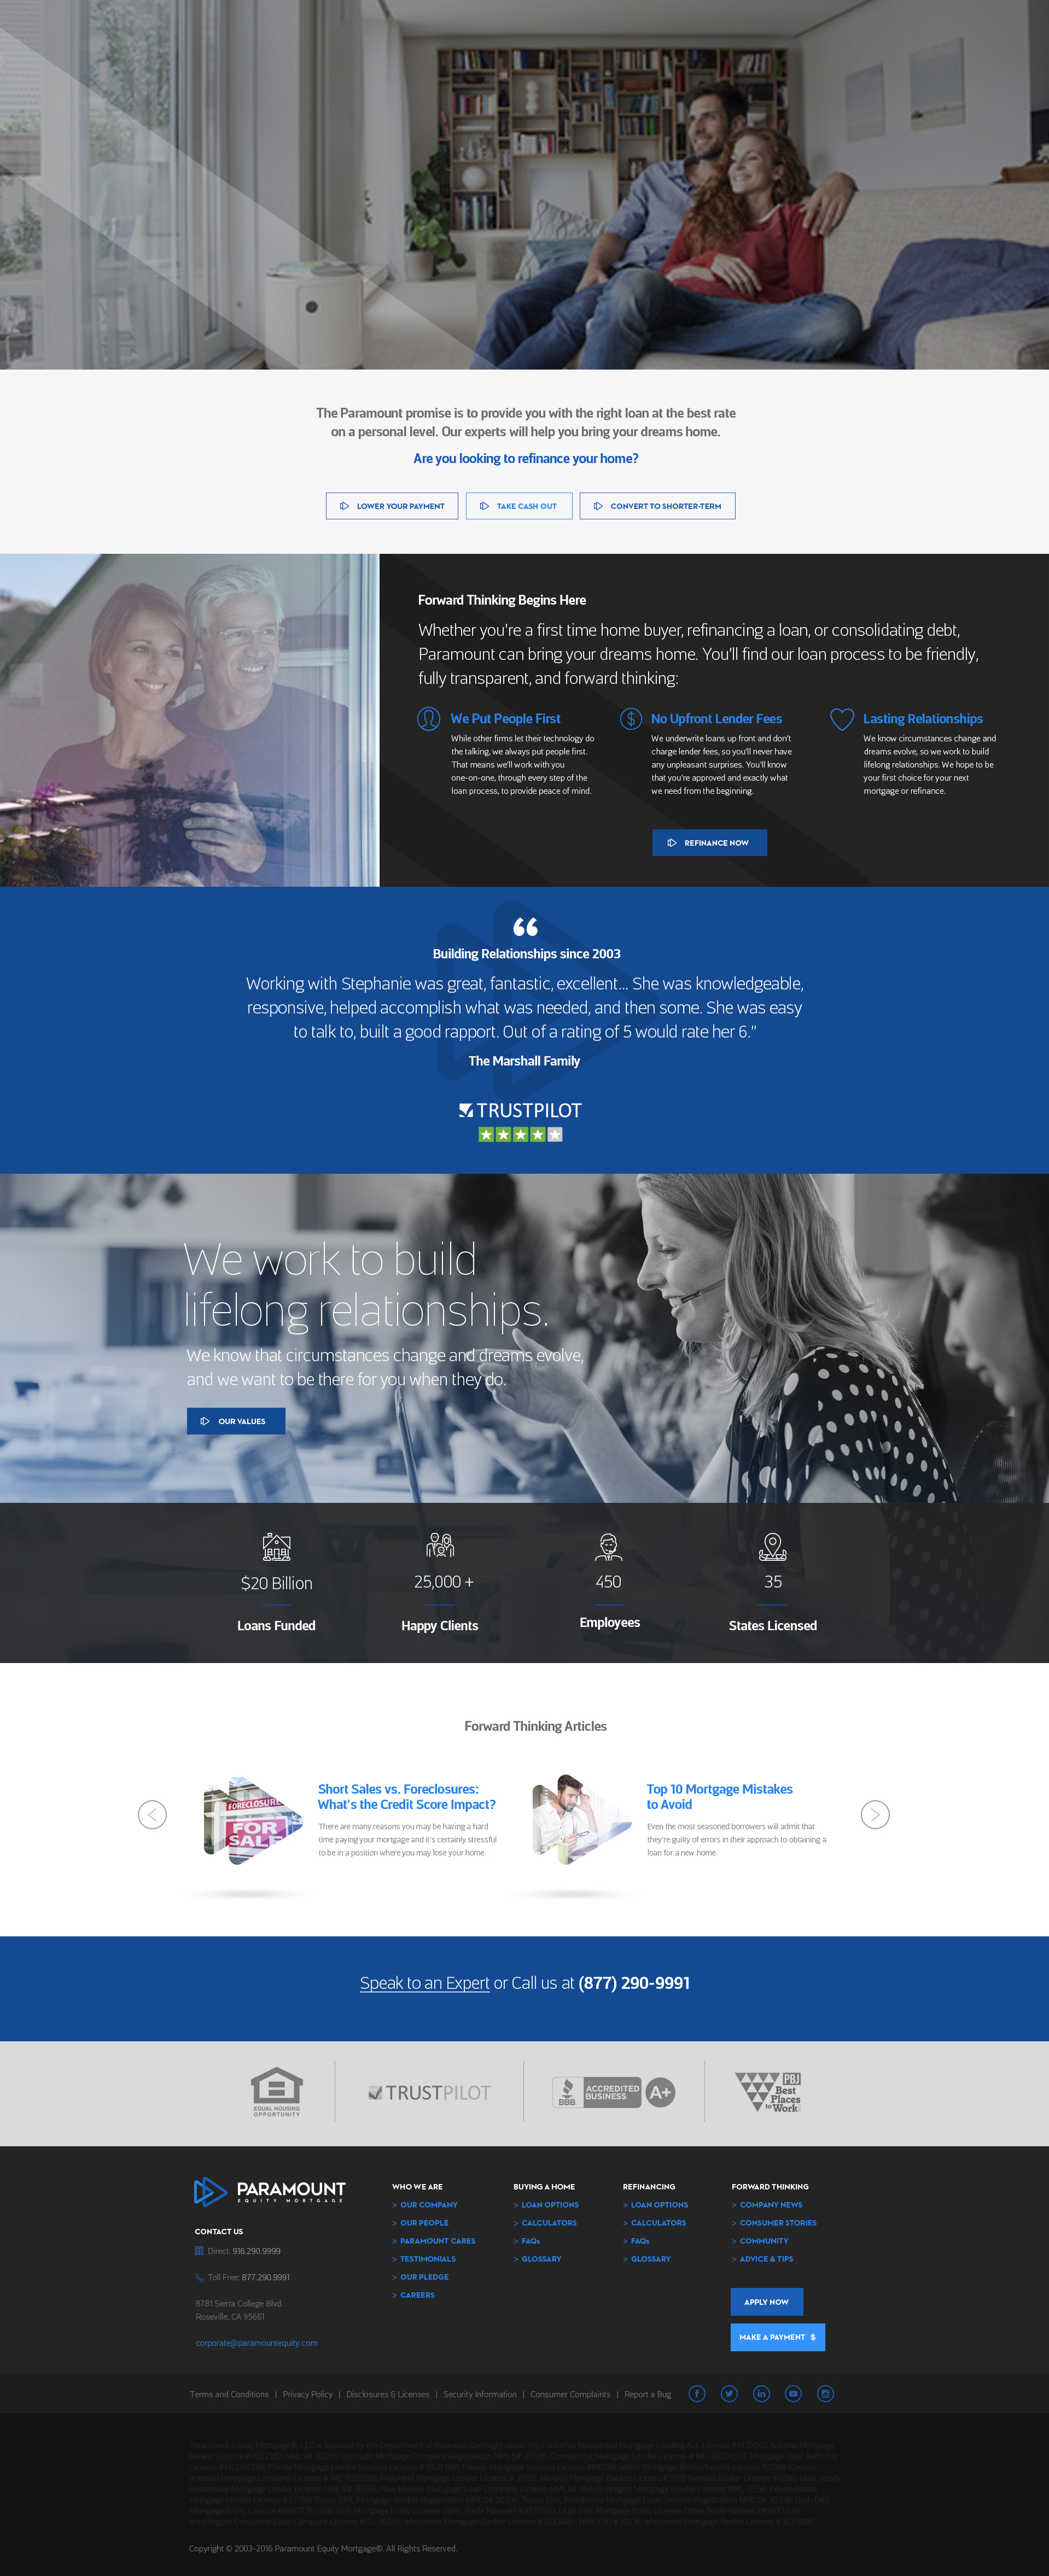 The Paramount promise is to provide you with the right loan at the best rate
on a personal level. Our experts will help you bring your dreams home.
Are you looking to refinance your home?
LOWER YOUR PAYMENT
TAKE CASH OUT
CONVERT TO SHORTER-TERM
Forward Thinking Begins Here
Whether you're a first time home buyer, refinancing a loan, or consolidating debt,
Paramount can bring your dreams home. You'll find our loan process to be friendly,
fully transparent, and forward thinking:
We Put People First
While other firms let their technology do
the talking, we always put people first.
That means we'll work with you
one-on-one, through every step of the
loan process, to provide peace of mind.
No Upfront Lender Fees
We underwrite loans up front and don't
charge lender fees, so you'll never have
any unpleasant surprises. You'll know
that you're approved and exactly what
we need from the beginning.
Lasting Relationships
We know circumstances change and
dreams evolve, so we work to build
lifelong relationships. We hope to be
your first choice for your next
mortgage or refinance.
REFINANCE NOW
“
Building Relationships since 2003
Working with Stephanie was great, fantastic, excellent... She was knowledgeable,
responsive, helped accomplish what was needed, and then some. She was easy
to talk to, built a good rapport. Out of a rating of 5 would rate her 6.”
The Marshall Family
TRUSTPILOT
We work to build
lifelong relationships.
We know that circumstances change and dreams evolve,
and we want to be there for you when they do.
OUR VALUES
$20 Billion
Loans Funded
25,000 +
Happy Clients
450
Employees
35
States Licensed
Forward Thinking Articles
FORECLOSURE
FOR
SALE
Short Sales vs. Foreclosures:
What's the Credit Score Impact?
There are many reasons you may be having a hard
time paying your mortgage and it's certainly stressful
to be in a position where you may lose your home.
Top 10 Mortgage Mistakes
to Avoid
Even the most seasoned borrowers will admit that
they're guilty of errors in their approach to obtaining a
loan for a new home.
Speak to an Expert or Call us at (877) 290-9991
EQUAL HOUSING
OPPORTUNITY
TRUSTPILOT
BBB.
ACCREDITED
BUSINESS
A+
PBJ
Best
Places
to Work
PARAMOUNT
EQUITY MORTGAGE
CONTACT US
Direct: 916.290.9999
Toll Free: 877.290.9991
8781 Sierra College Blvd.
Roseville, CA 95661
corporate@paramountequity.com
WHO WE ARE
> OUR COMPANY
> OUR PEOPLE
> PARAMOUNT CARES
> TESTIMONIALS
> OUR PLEDGE
> CAREERS
BUYING A HOME
> LOAN OPTIONS
> CALCULATORS
> FAQs
> GLOSSARY
REFINANCING
> LOAN OPTIONS
> CALCULATORS
> FAQs
> GLOSSARY
FORWARD THINKING
> COMPANY NEWS
> CONSUMER STORIES
> COMMUNITY
> ADVICE & TIPS
APPLY NOW
MAKE A PAYMENT $
Terms and Conditions | Privacy Policy | Disclosures & Licenses | Security Information | Consumer Complaints | Report a Bug
Copyright © 2003-2016 Paramount Equity Mortgage®. All Rights Reserved.